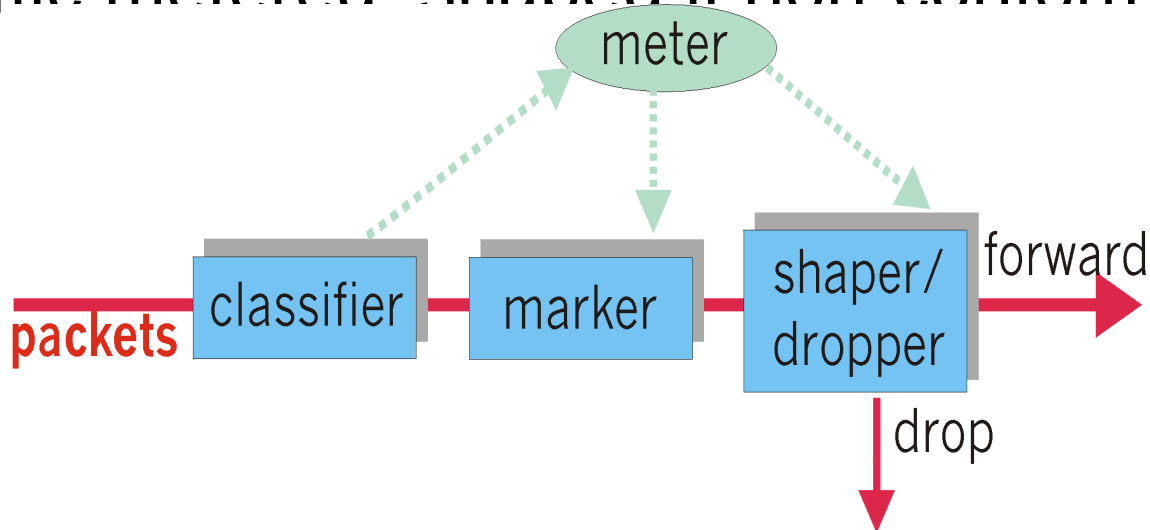 meter
forward
classifier
marker
shaper/
dropper
packets
drop